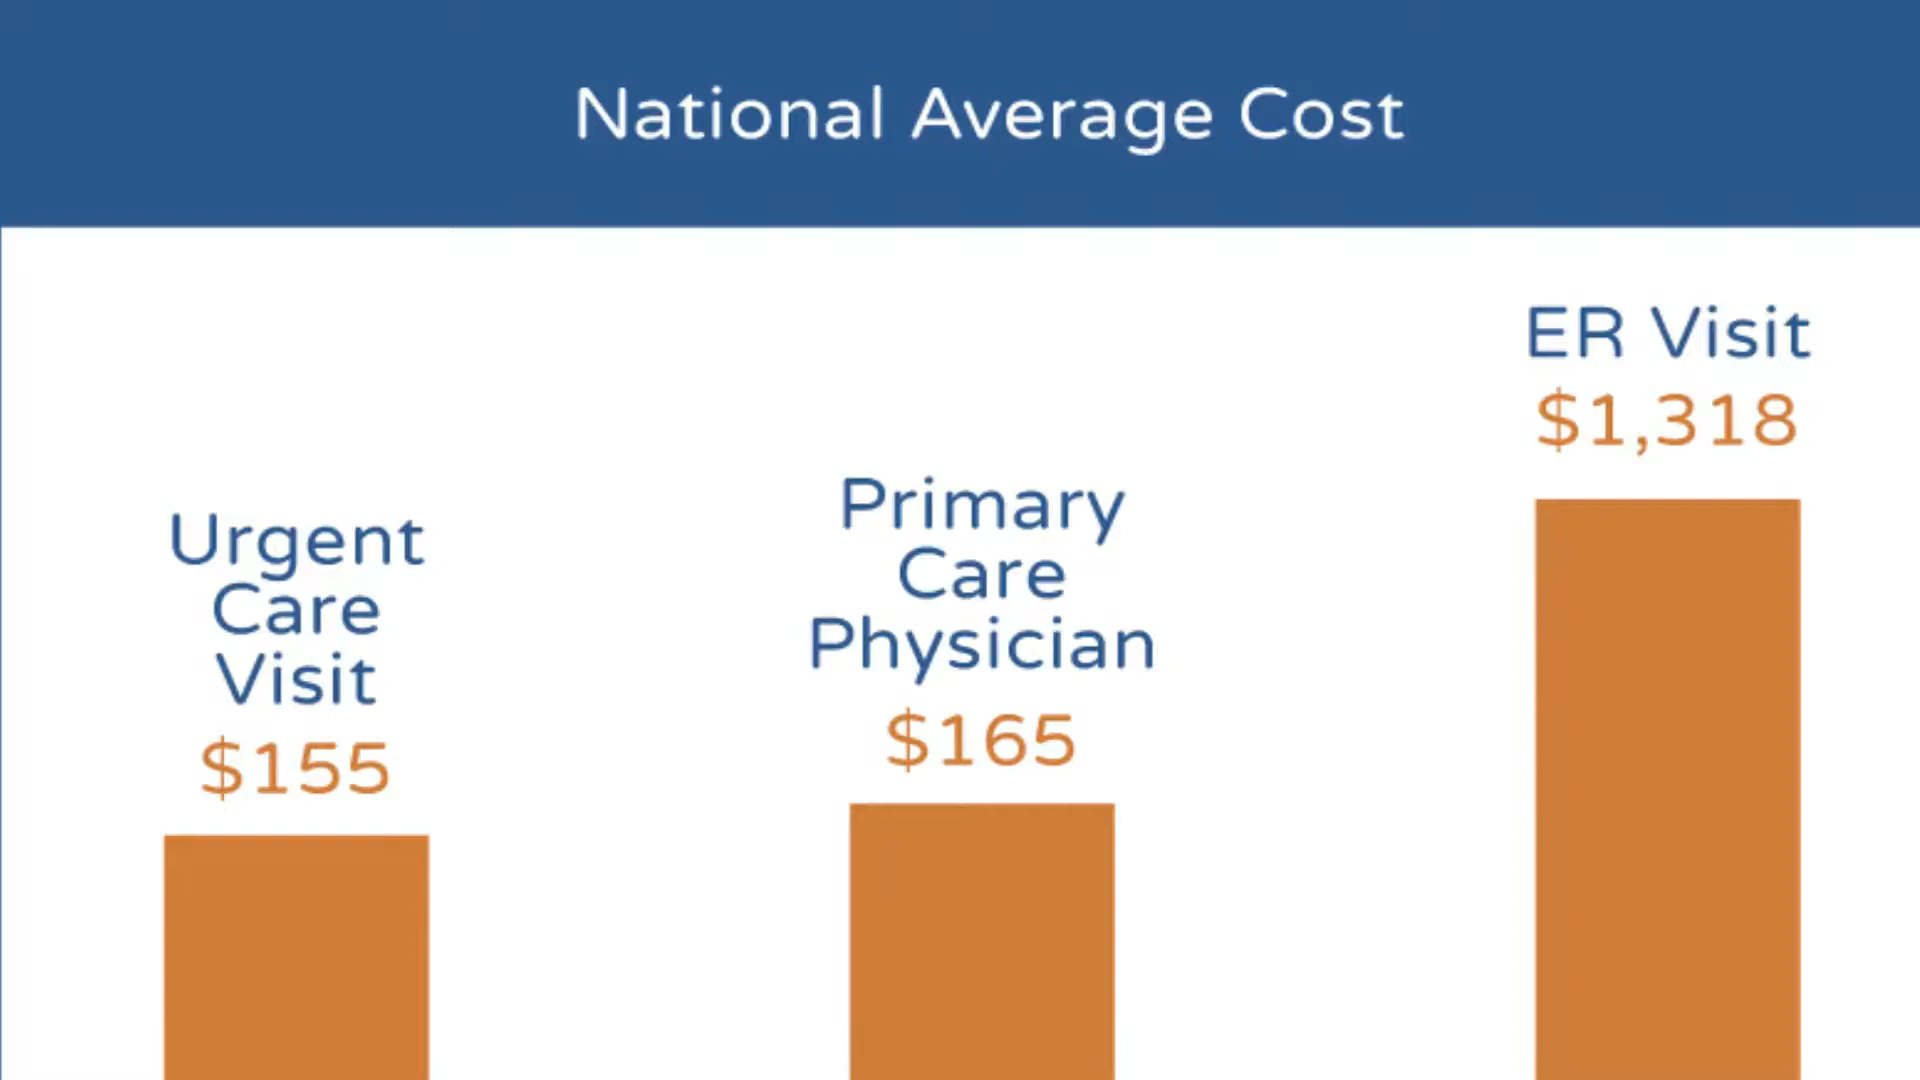 National Average Cost
ER Visit
$1,318
Primary
Care
Physician
$165
Urgent
Care
Visit
$155